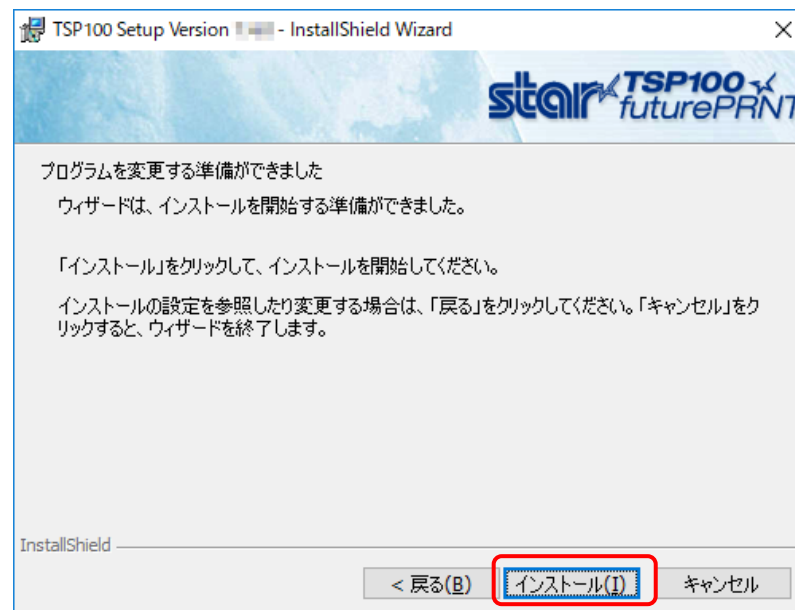 TSP100 Setup Version - InstallShield Wizard
star TSP100
futurePRNT
プログラムを変更する準備ができました
ウィザードは、インストールを開始する準備ができました。
「インストール」をクリックして、インストールを開始してください。
インストールの設定を参照したり変更する場合は、「戻る」をクリックしてください。「キャンセル」をク
リックすると、ウィザードを終了します。
InstallShield
< 戻る(B) インストール(I) キャンセル